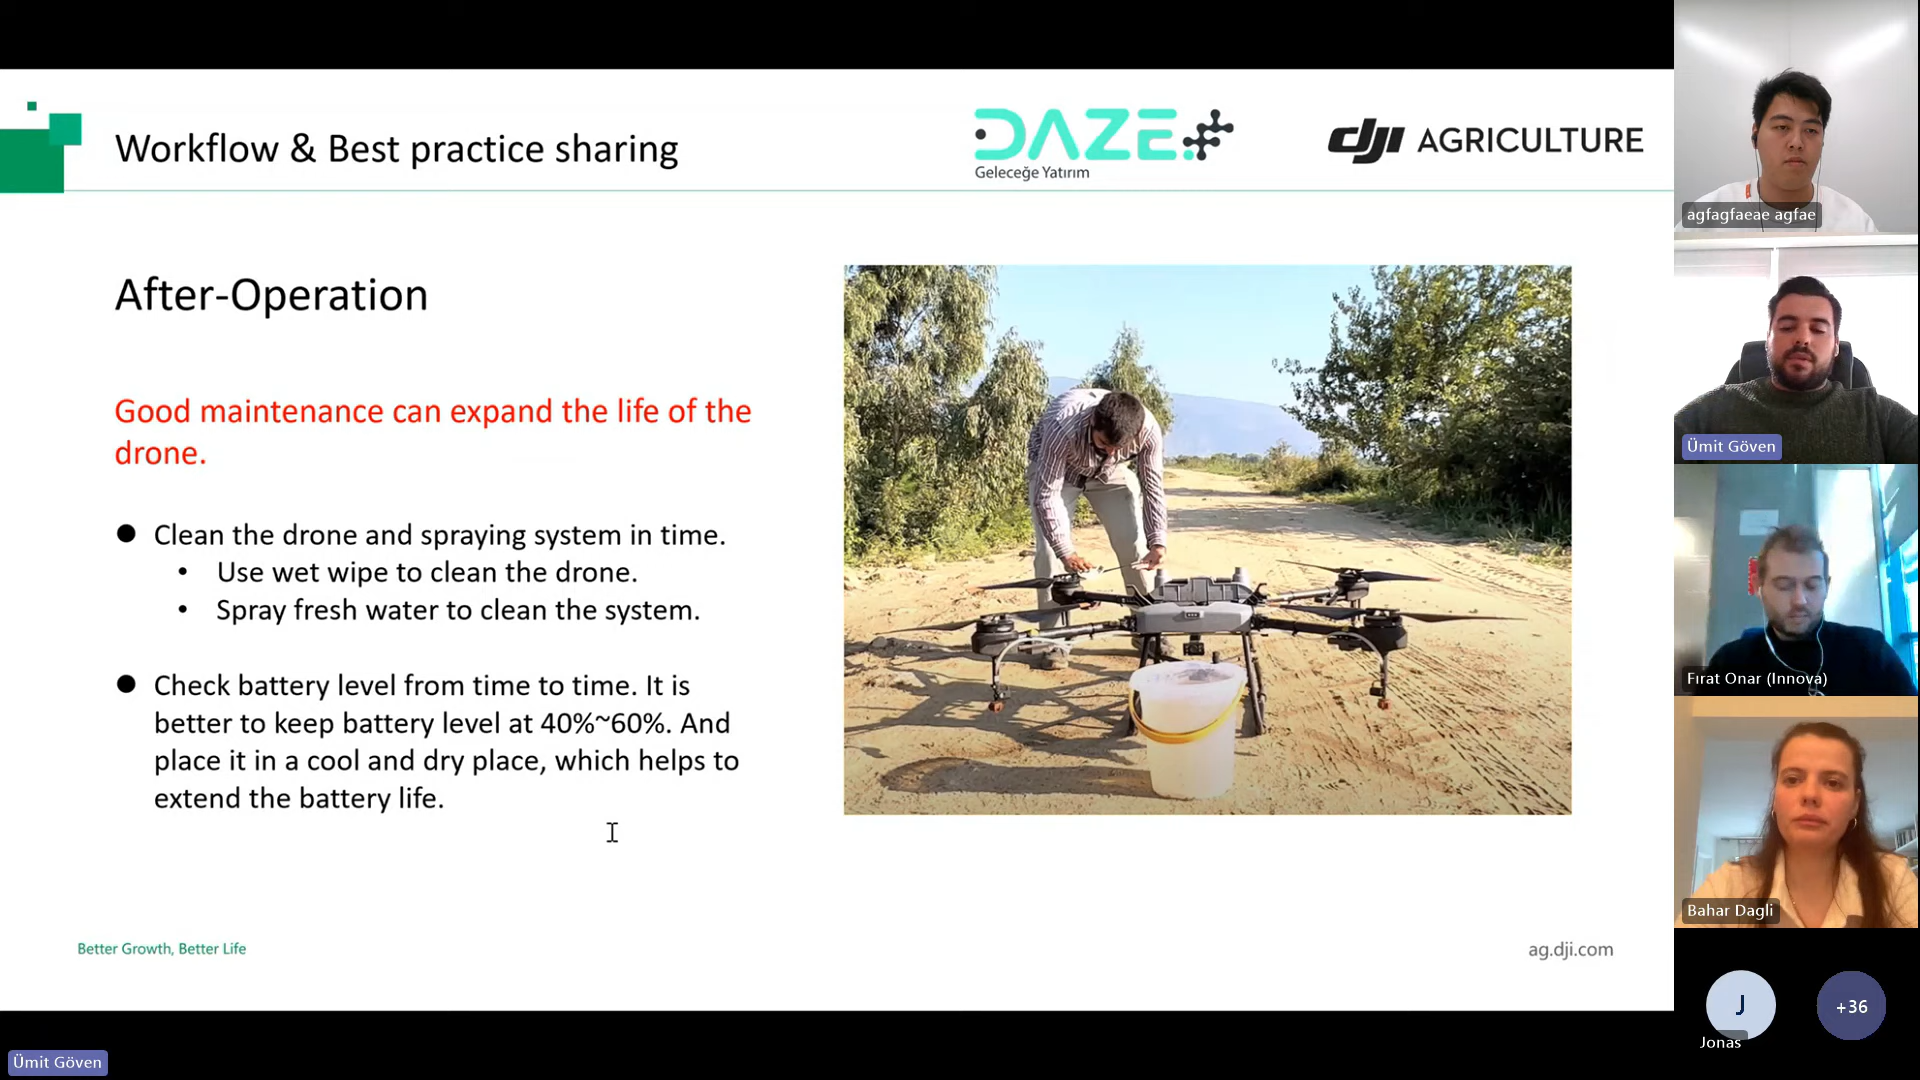 Workflow & Best practice sharing
DAZE
Geleceğe Yatırım
dji AGRICULTURE
After-Operation
Good maintenance can expand the life of the
drone.
● Clean the drone and spraying system in time.
• Use wet wipe to clean the drone.
• Spray fresh water to clean the system.
● Check battery level from time to time. It is
better to keep battery level at 40%~60%. And
place it in a cool and dry place, which helps to
extend the battery life.
Better Growth, Better Life
ag.dji.com
Ümit Göven
agfagfaeae agfae
Ümit Göven
Fırat Onar (Innova)
Bahar Dagli
J
Jonas
+36